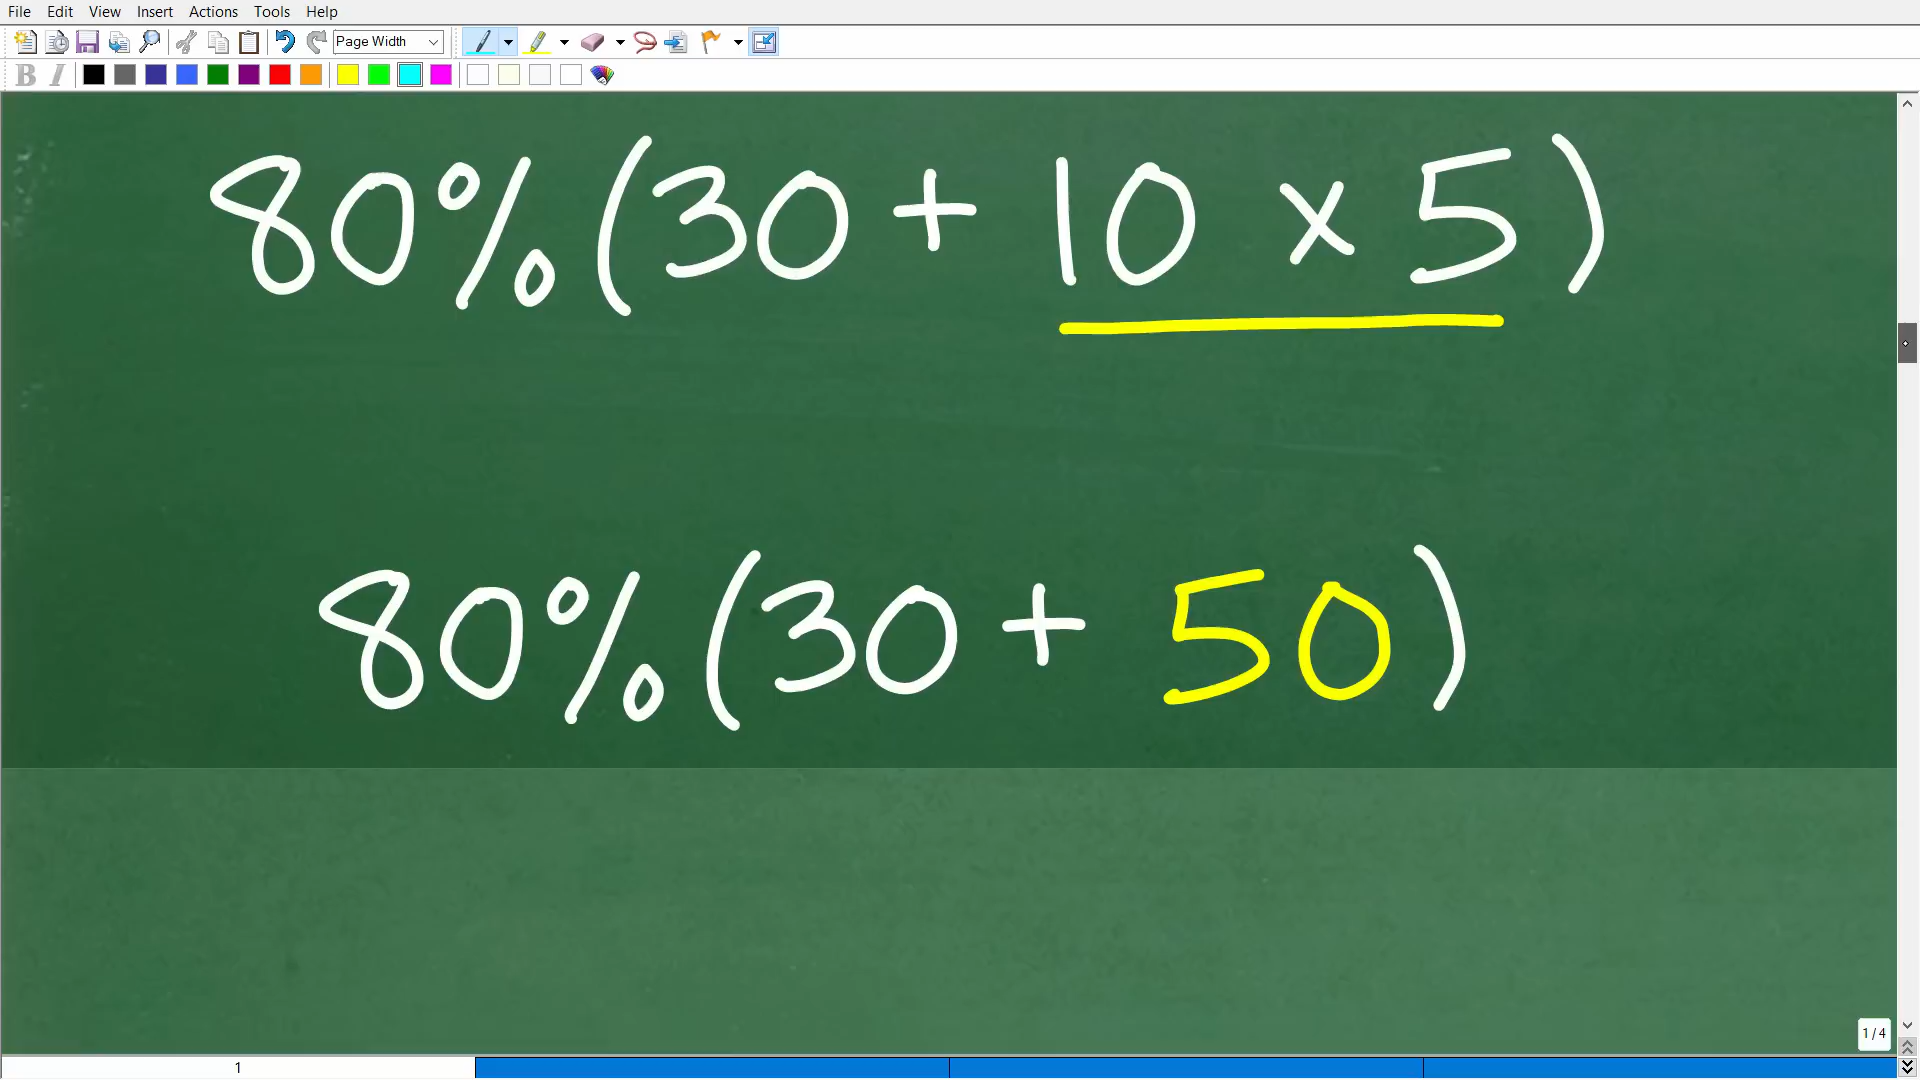 File Edit View Insert Actions Tools Help
Page Width
B I
80%(30 + 10 x 5)
80%(30 + 50)
1 / 4
1